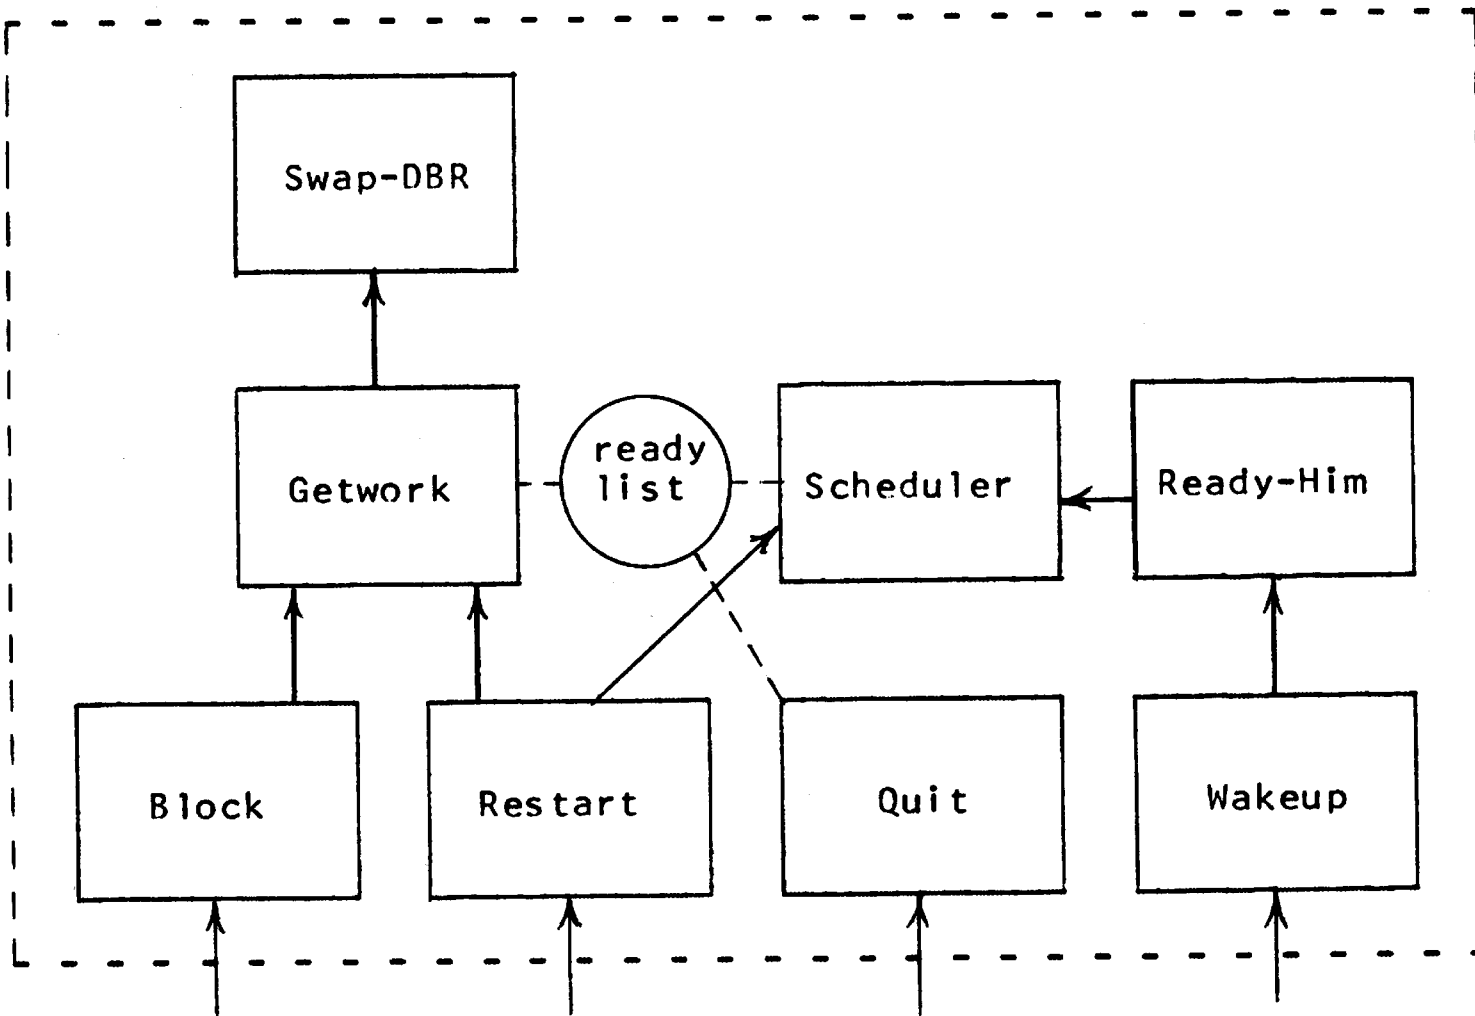 Swap-DBR
Getwork
ready
list
Scheduler
Ready-Him
Block
Restart
Quit
Wakeup